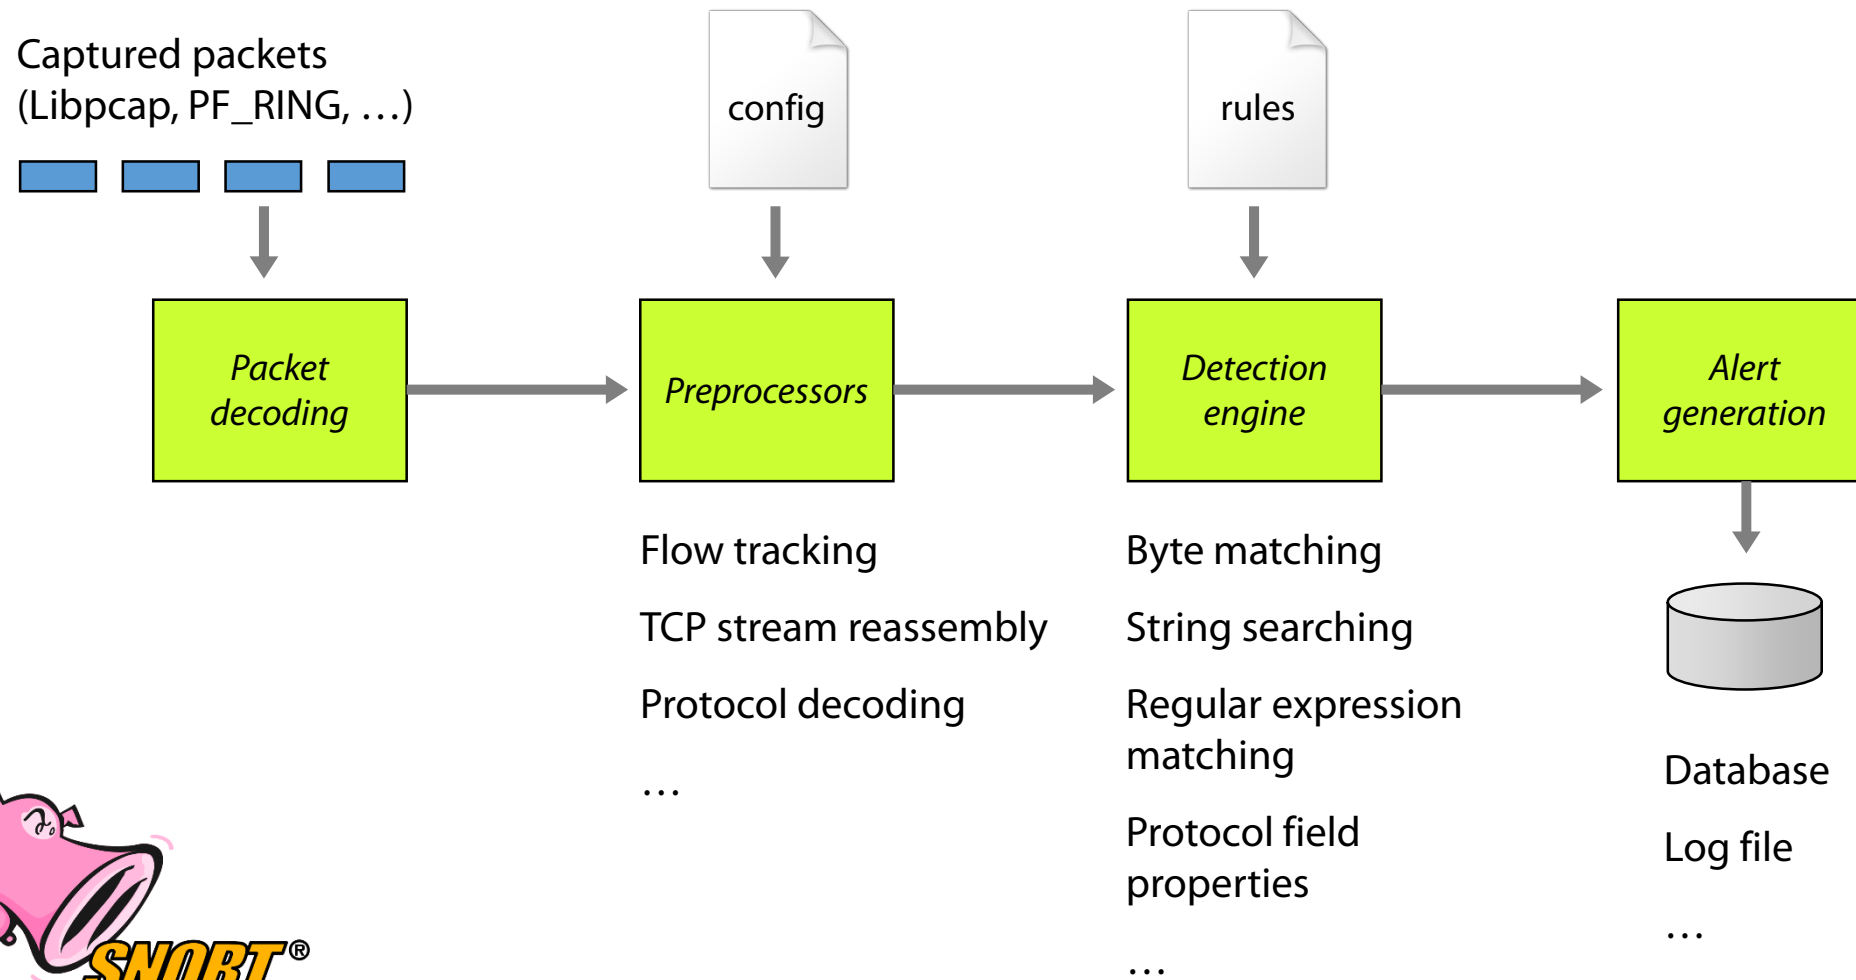 Captured packets
(Libpcap, PF_RING, …)
config
rules
Packet
decoding
Preprocessors
Detection
engine
Alert
generation
Flow tracking
TCP stream reassembly
Protocol decoding
…
Byte matching
String searching
Regular expression
matching
Protocol field
properties
…
Database
Log file
…
SNORT®